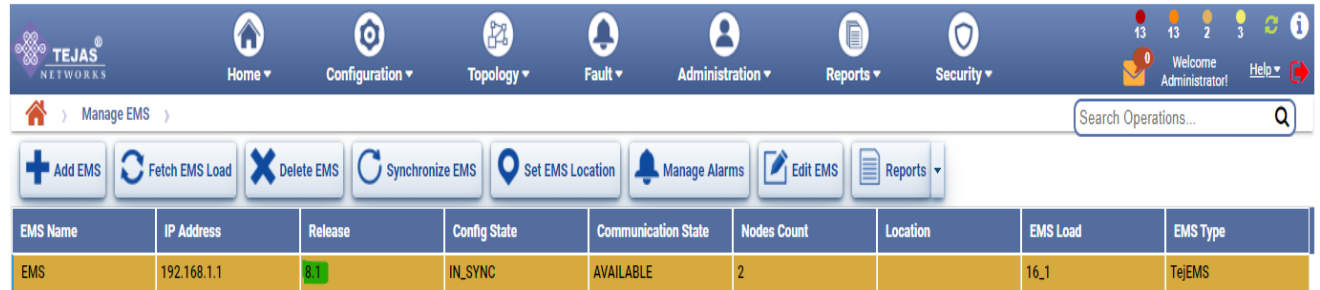 TEJAS®
NETWORKS
Home ▾
Configuration ▾
Topology ▾
Fault ▾
Administration ▾
Reports ▾
Security ▾
13 13 2 3
0
Welcome
Administrator!
Help ▾
Manage EMS
Search Operations...
Add EMS Fetch EMS Load Delete EMS Synchronize EMS Set EMS Location Manage Alarms Edit EMS Reports
EMS Name IP Address Release Config State Communication State Nodes Count Location EMS Load EMS Type
EMS 192.168.1.1 8.1 IN_SYNC AVAILABLE 2 16_1 TejEMS